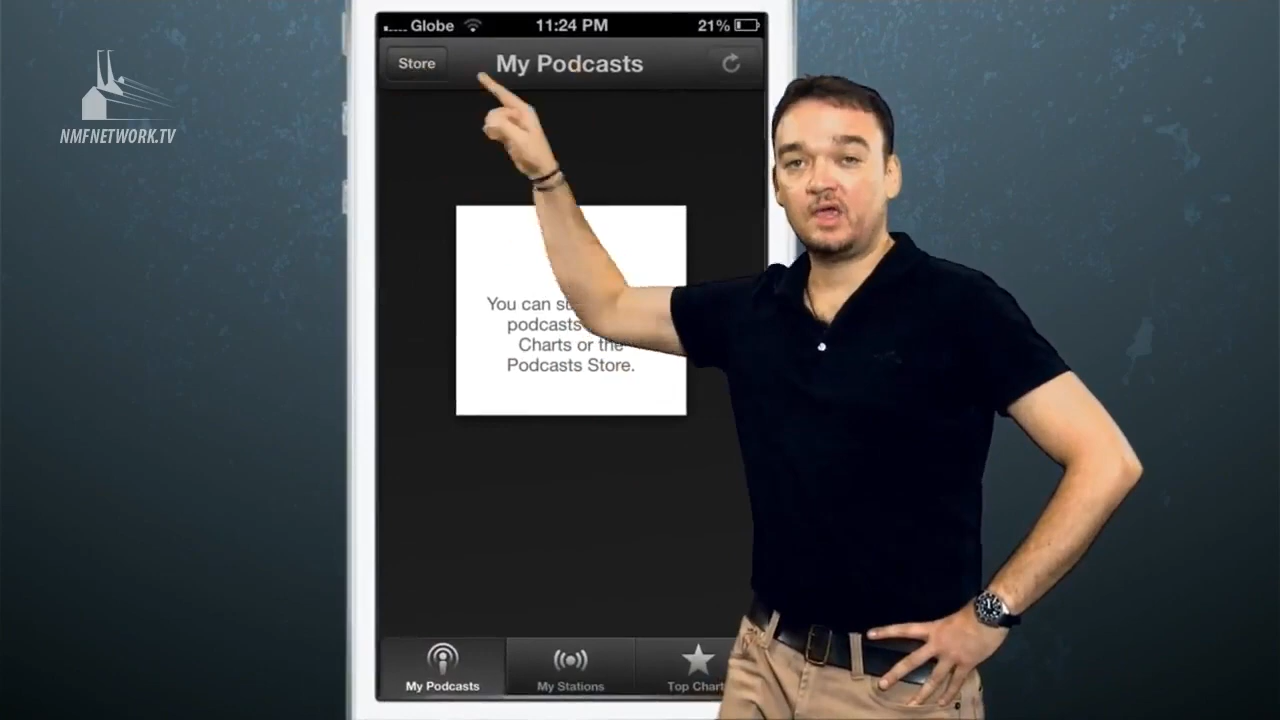 Globe 11:24 PM 21%
Store My Podcasts
NMFNETWORK.TV
You can
podcasts
Charts or the
Podcasts Store.
My Podcasts My Stations Top